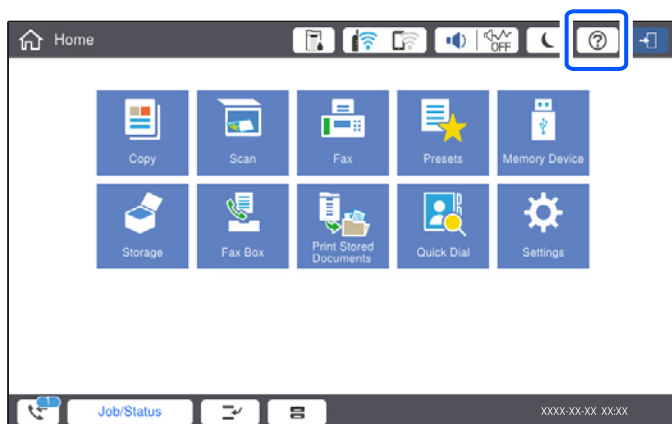 Home
OFF
?
Copy
Scan
Fax
Presets
Memory Device
Storage
Fax Box
Print Stored
Documents
Quick Dial
Settings
1
Job/Status
XXXX-XX-XX XX:XX